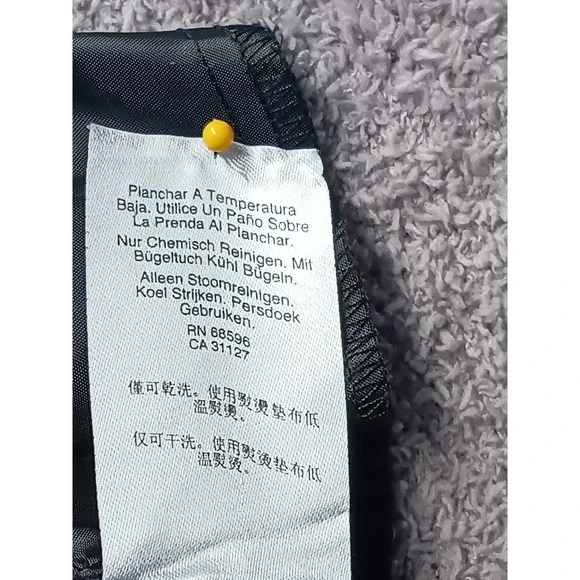 Planchar A Temperatura
Baja. Utilice Un Paño Sobre
La Prenda Al Planchar.
Nur Chemisch Reinigen. Mit
Bügeltuch Kühl Bügeln.
Alleen Stoomreinigen.
Koel Strijken. Persdoek
Gebruiken.
RN 68596
CA 31127
僅可乾洗。使用熨燙墊布低
溫熨燙。
仅可干洗。使用熨烫垫布低
温熨烫。